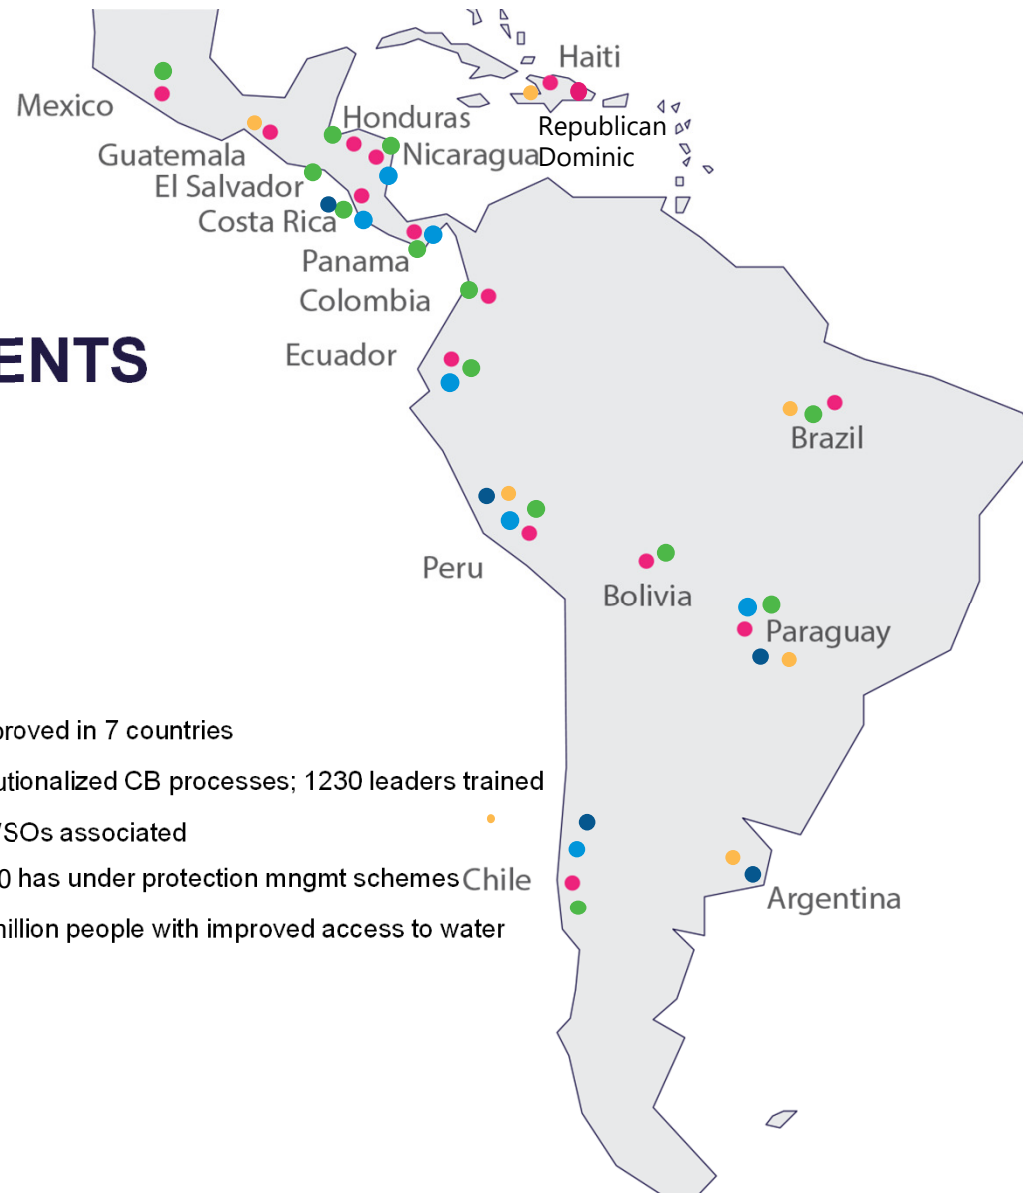 Haiti
Mexico
Honduras
Republican
Dominic
Guatemala
Nicaragua
El Salvador
Costa Rica
Panama
Colombia
Ecuador
ENTS
Brazil
Peru
Bolivia
Paraguay
proved in 7 countries
utionalized CB processes; 1230 leaders trained
SOs associated
0 has under protection mngmt schemes
Chile
Argentina
million people with improved access to water